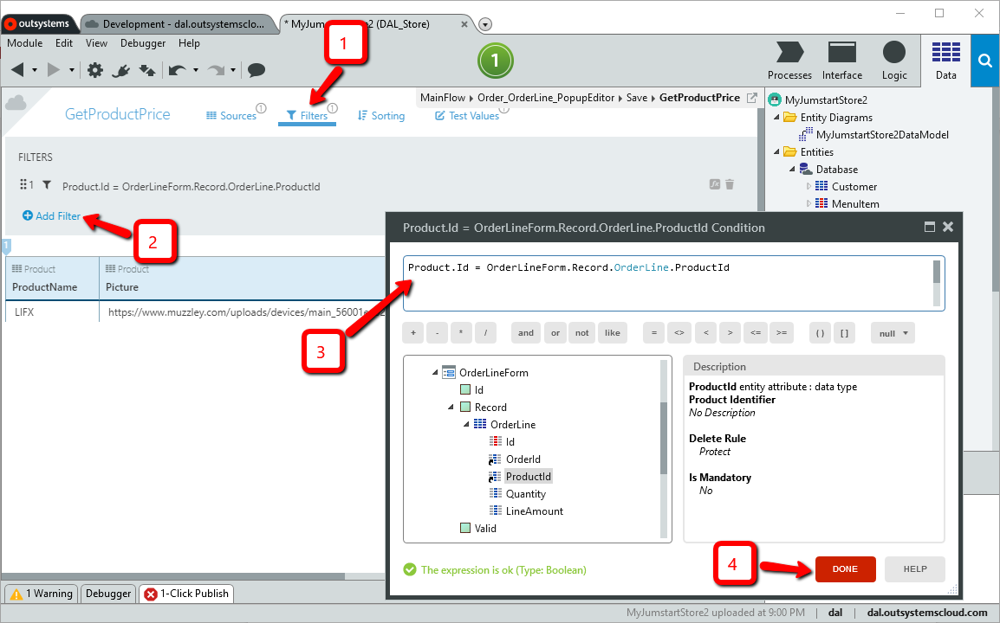 outsystems
Development - dal.outsystemsclo...
* MyJumstartStore2 (DAL_Store)
Module Edit View Debugger Help
1
1
Processes Interface Logic Data
GetProductPrice
Sources 1
Filters 1
Sorting
Test Values
MainFlow Order_OrderLine_PopupEditor Save GetProductPrice
MyJumstartStore2
Entity Diagrams
MyJumstartStore2DataModel
Entities
Database
Customer
MenuItem
FILTERS
1 Product.Id = OrderLineForm.Record.OrderLine.ProductId
Add Filter
2
1
Product Product
ProductName Picture
LIFX https://www.muzzley.com/uploads/devices/main_56001
3
Product.Id = OrderLineForm.Record.OrderLine.ProductId Condition
Product.Id = OrderLineForm.Record.OrderLine.ProductId
+ - * / and or not like = <> < > <= >= ( ) [ ] null
OrderLineForm
Id
Record
OrderLine
Id
OrderId
ProductId
Quantity
LineAmount
Valid
Description
ProductId entity attribute : data type
Product Identifier
No Description
Delete Rule
Protect
Is Mandatory
No
The expression is ok (Type: Boolean)
4
DONE HELP
1 Warning Debugger 1-Click Publish
MyJumstartStore2 uploaded at 9:00 PM | dal | dal.outsystemscloud.com